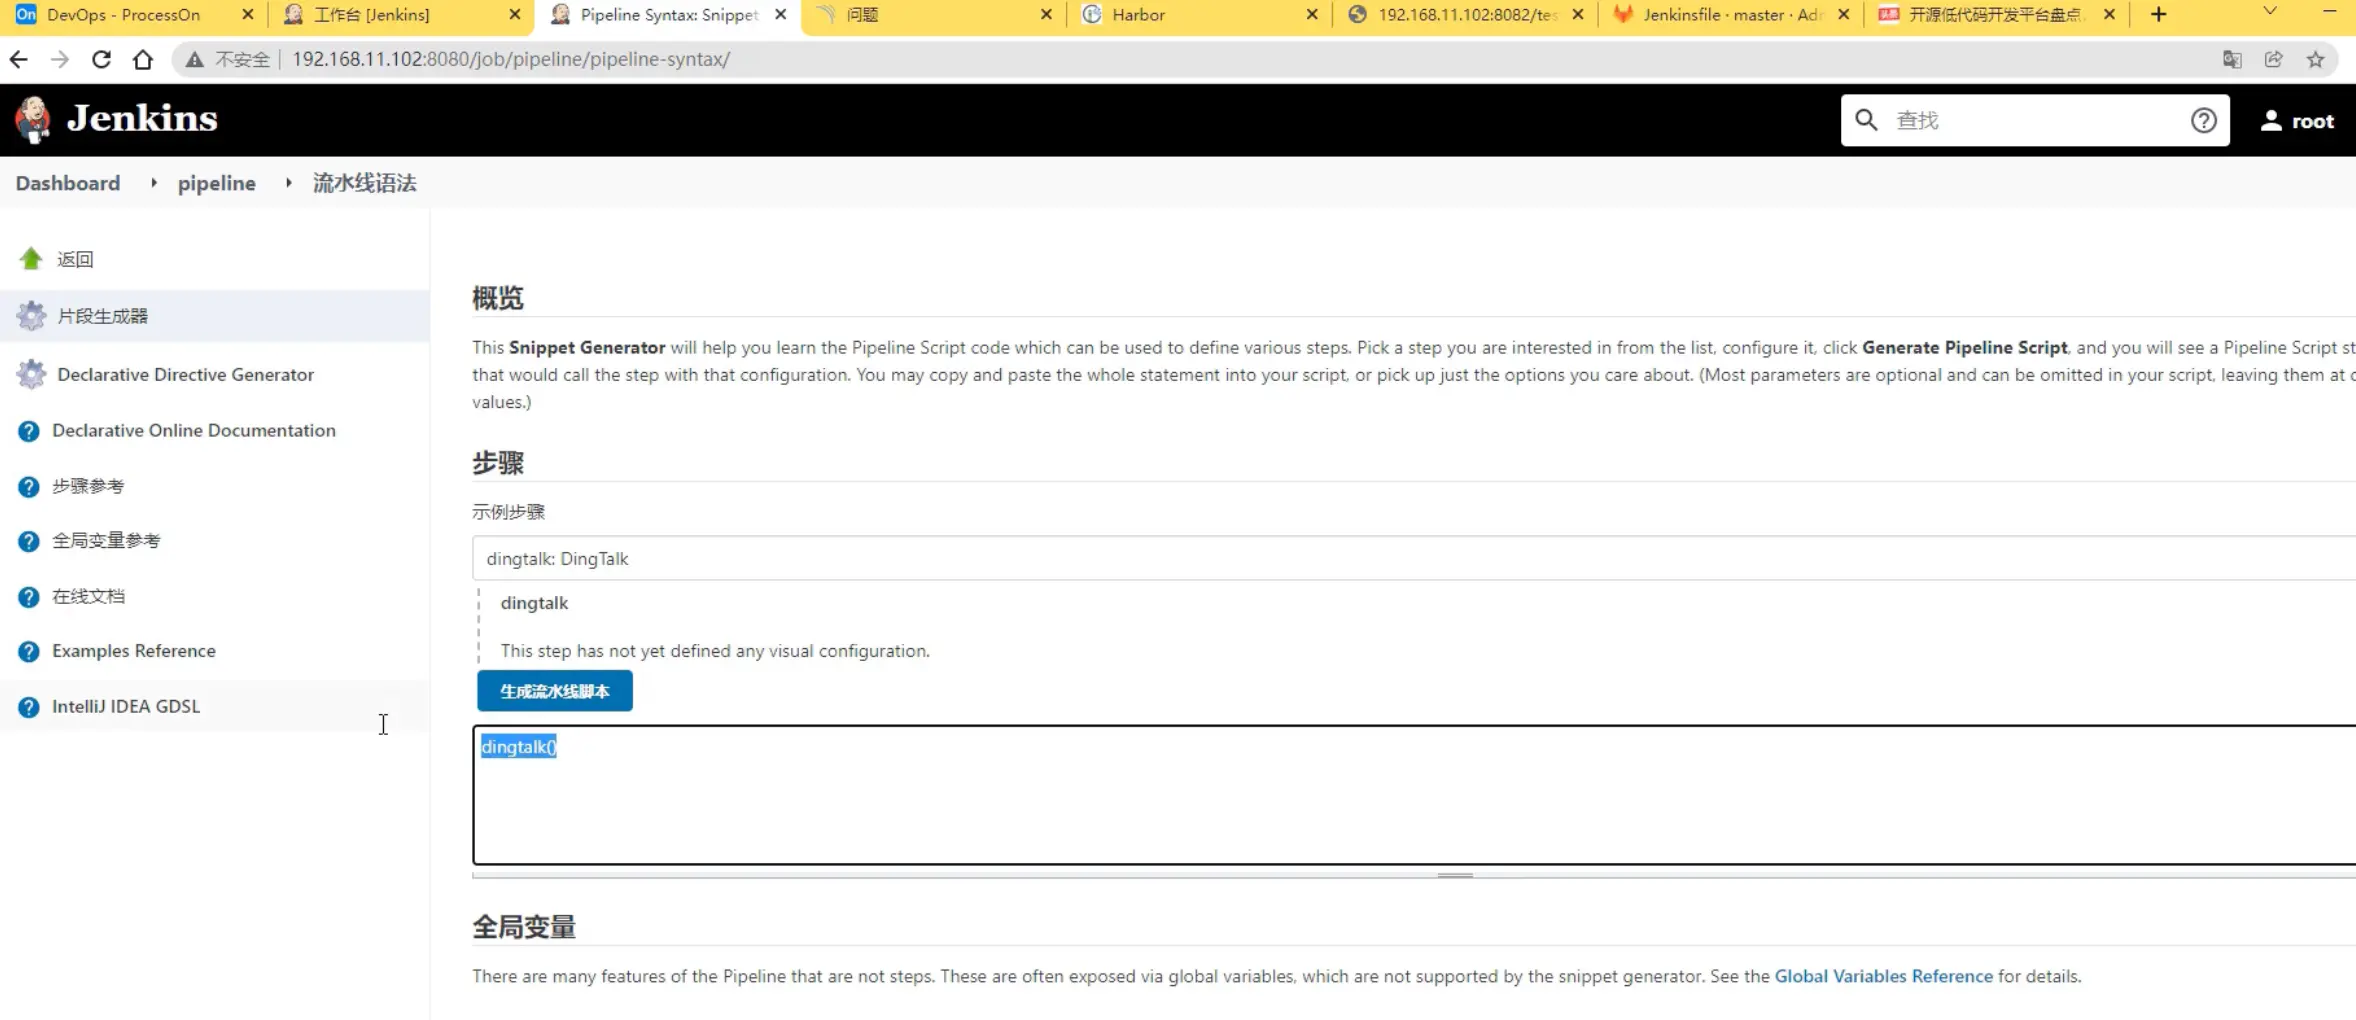 DevOps - ProcessOn
工作台 [Jenkins]
Pipeline Syntax: Snippet
问题
Harbor
192.168.11.102:8082/tes
Jenkinsfile · master · Adr
开源低代码开发平台盘点
不安全
192.168.11.102:8080/job/pipeline/pipeline-syntax/
Jenkins
查找
root
Dashboard
pipeline
流水线语法
返回
片段生成器
Declarative Directive Generator
Declarative Online Documentation
步骤参考
全局变量参考
在线文档
Examples Reference
IntelliJ IDEA GDSL
概览
This Snippet Generator will help you learn the Pipeline Script code which can be used to define various steps. Pick a step you are interested in from the list, configure it, click Generate Pipeline Script, and you will see a Pipeline Script st
that would call the step with that configuration. You may copy and paste the whole statement into your script, or pick up just the options you care about. (Most parameters are optional and can be omitted in your script, leaving them at
values.)
步骤
示例步骤
dingtalk: DingTalk
dingtalk
This step has not yet defined any visual configuration.
生成流水线脚本
dingtalk()
全局变量
There are many features of the Pipeline that are not steps. These are often exposed via global variables, which are not supported by the snippet generator. See the Global Variables Reference for details.